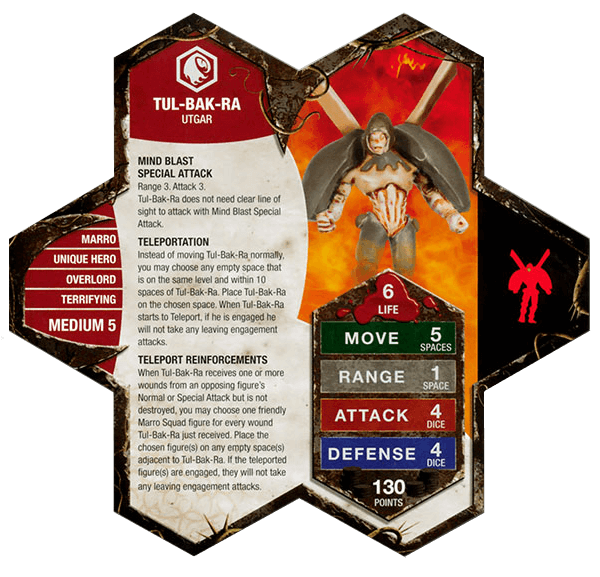 TUL-BAK-RA
UTGAR
MIND BLAST
SPECIAL ATTACK
Range 3. Attack 3.
Tul-Bak-Ra does not need clear line of
sight to attack with Mind Blast Special
Attack.
TELEPORTATION
Instead of moving Tul-Bak-Ra normally,
you may choose any empty space that
is on the same level and within 10
spaces of Tul-Bak-Ra. Place Tul-Bak-Ra
on the chosen space. When Tul-Bak-Ra
starts to Teleport, if he is engaged he
will not take any leaving engagement
attacks.
TELEPORT REINFORCEMENTS
When Tul-Bak-Ra receives one or more
wounds from an opposing figure's
Normal or Special Attack but is not
destroyed, you may choose one friendly
Marro Squad figure for every wound
Tul-Bak-Ra just received. Place the
chosen figure(s) on any empty space(s)
adjacent to Tul-Bak-Ra. If the teleported
figure(s) are engaged, they will not take
any leaving engagement attacks.
MARRO
UNIQUE HERO
OVERLORD
TERRIFYING
MEDIUM 5
6
LIFE
MOVE 5
SPACES
RANGE 1
SPACE
ATTACK 4
DICE
DEFENSE 4
DICE
130
POINTS